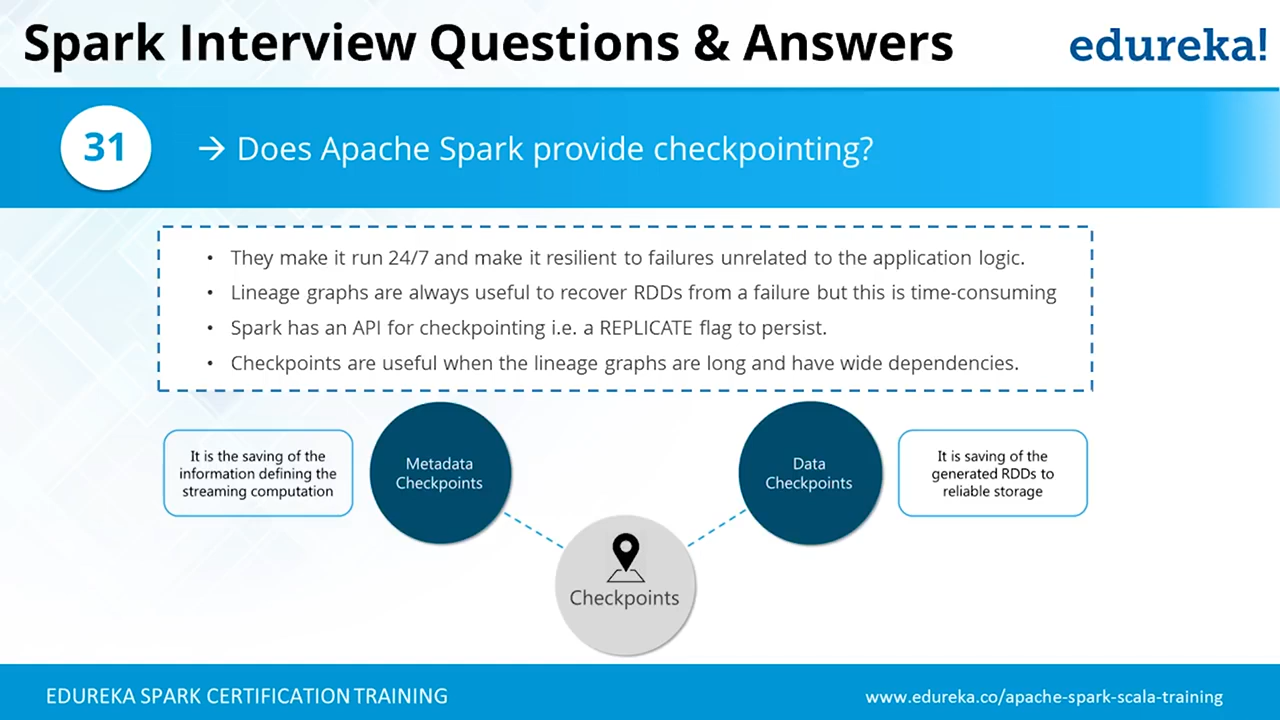 Spark Interview Questions & Answers
edureka!
31
→ Does Apache Spark provide checkpointing?
• They make it run 24/7 and make it resilient to failures unrelated to the application logic.
• Lineage graphs are always useful to recover RDDs from a failure but this is time-consuming
• Spark has an API for checkpointing i.e. a REPLICATE flag to persist.
• Checkpoints are useful when the lineage graphs are long and have wide dependencies.
It is the saving of the
information defining the
streaming computation
Metadata
Checkpoints
Data
Checkpoints
It is saving of the
generated RDDs to
reliable storage
Checkpoints
EDUREKA SPARK CERTIFICATION TRAINING
www.edureka.co/apache-spark-scala-training